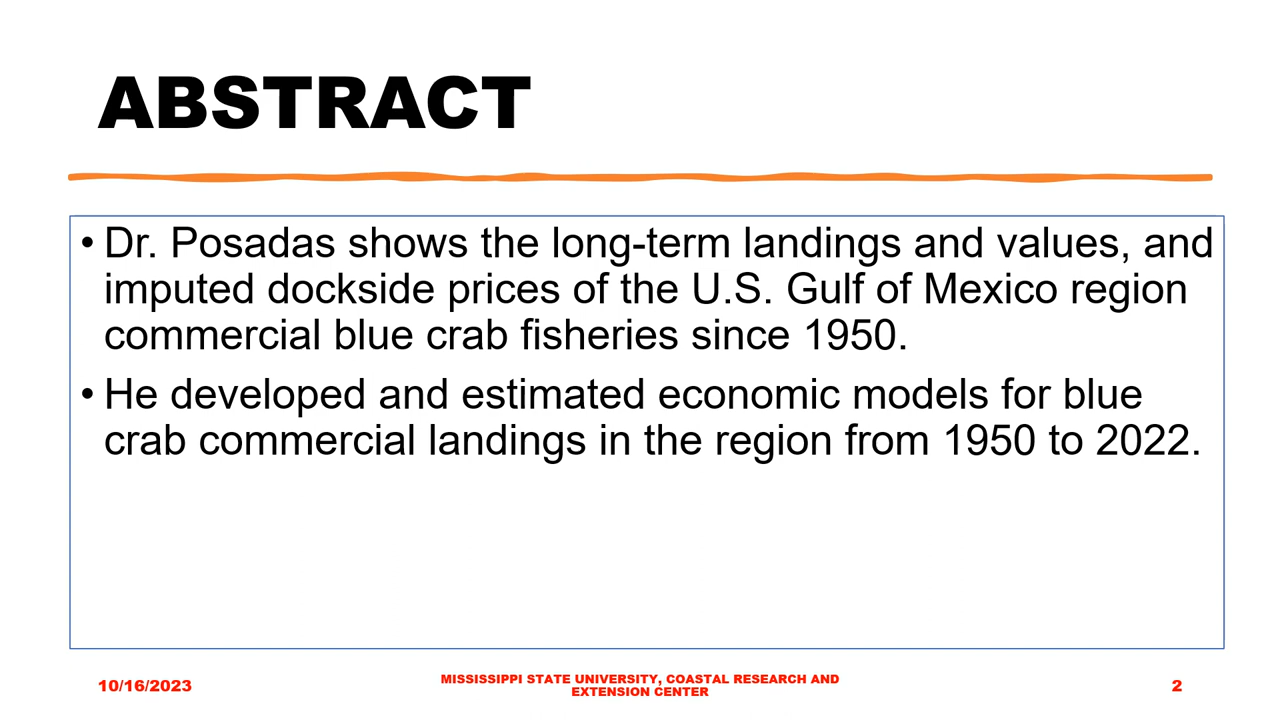 ABSTRACT
• Dr. Posadas shows the long-term landings and values, and
imputed dockside prices of the U.S. Gulf of Mexico region
commercial blue crab fisheries since 1950.
• He developed and estimated economic models for blue
crab commercial landings in the region from 1950 to 2022.
10/16/2023
MISSISSIPPI STATE UNIVERSITY, COASTAL RESEARCH AND
EXTENSION CENTER
2